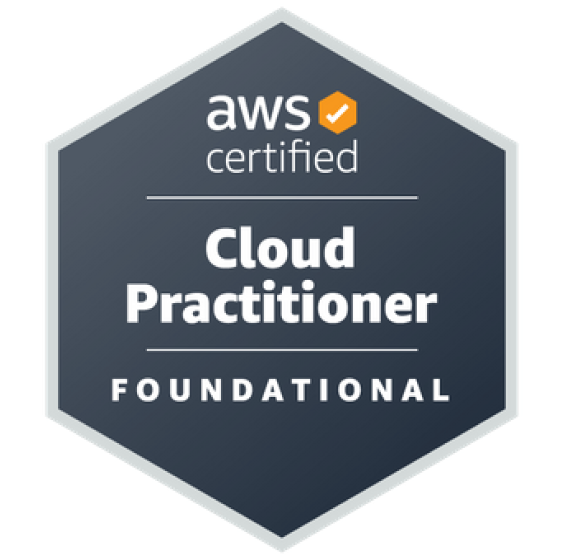 aws
certified
Cloud
Practitioner
FOUNDATIONAL